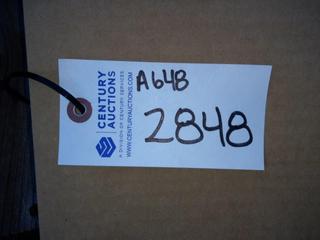 CENTURY
AUCTIONS
A DIVISION OF CENTURY SERVICES
WWW.CENTURYAUCTIONS.COM
A648
2848